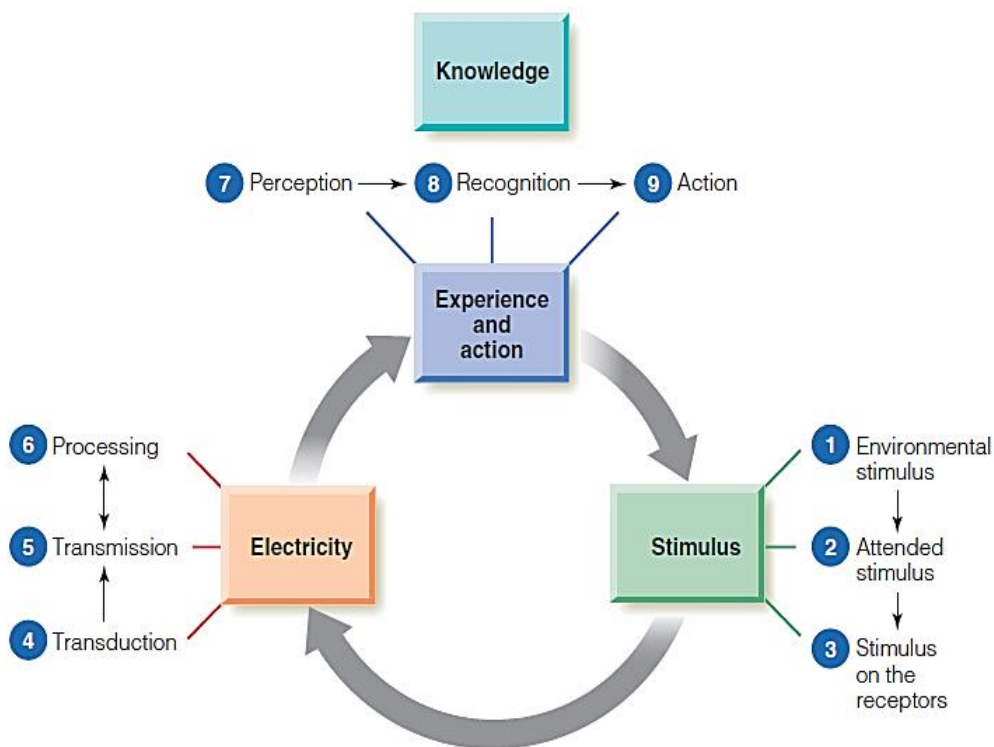 Knowledge
7 Perception
8 Recognition
9 Action
Experience
and
action
6 Processing
5 Transmission
4 Transduction
Electricity
Stimulus
1 Environmental
stimulus
2 Attended
stimulus
3 Stimulus
on the
receptors